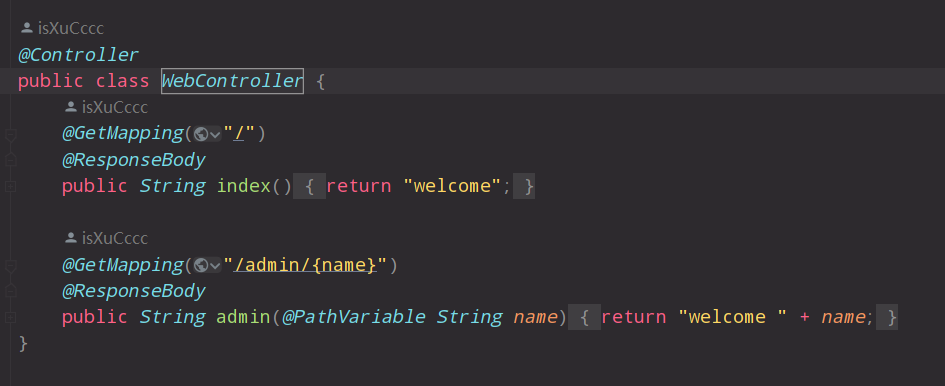 isXuCccc
@Controller
public class WebController {
isXuCccc
@GetMapping("/")
@ResponseBody
public String index() { return "welcome"; }
isXuCccc
@GetMapping("/admin/{name}")
@ResponseBody
public String admin(@PathVariable String name) { return "welcome " + name; }
}